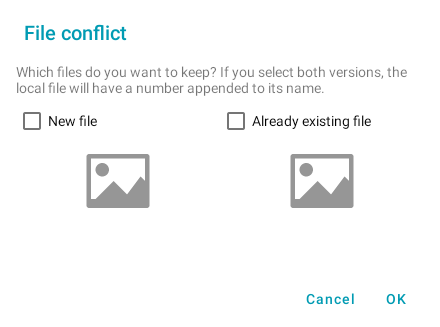 File conflict
Which files do you want to keep? If you select both versions, the
local file will have a number appended to its name.
New file
Already existing file
Cancel
OK